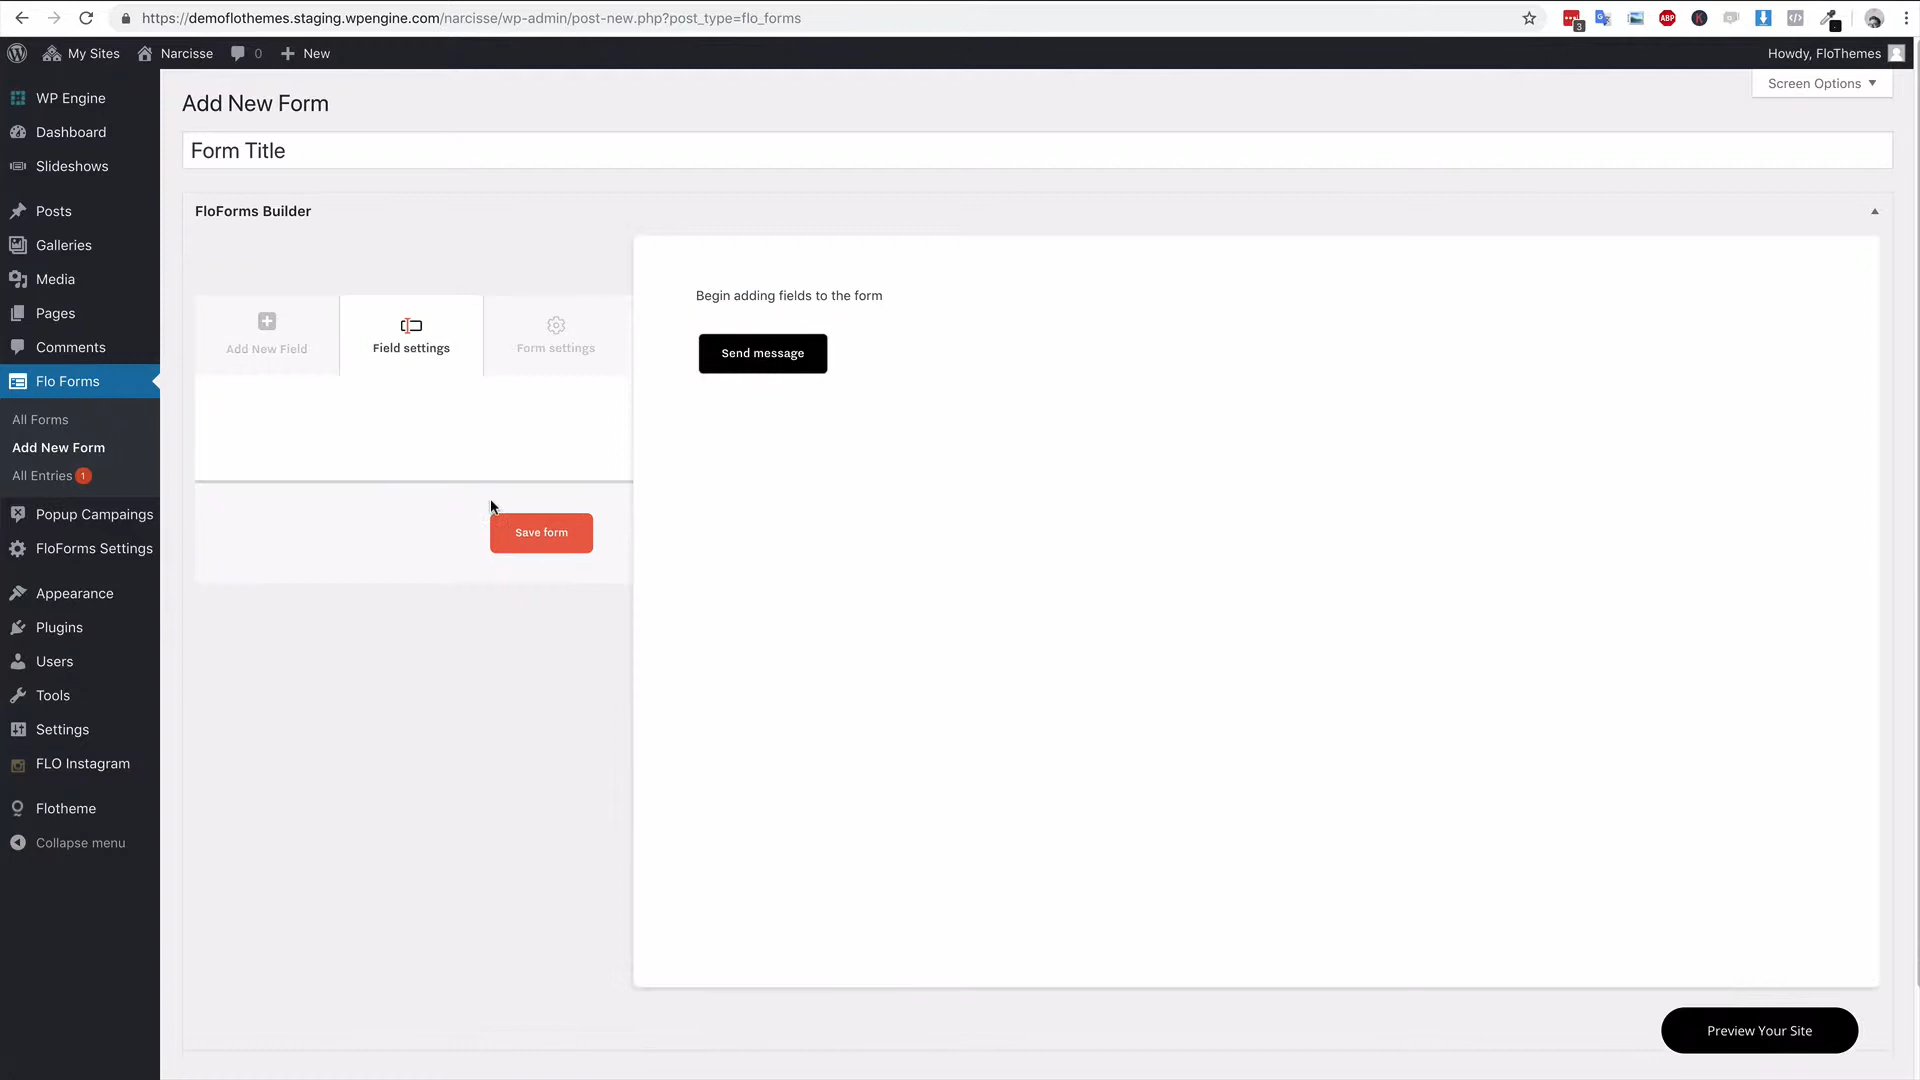 https://demoflothemes.staging.wpengine.com/narcisse/wp-admin/post-new.php?post_type=flo_forms
3
ABP
K
My Sites
Narcisse
0
New
Howdy, FloThemes
Screen Options
WP Engine
Dashboard
Slideshows
Posts
Galleries
Media
Pages
Comments
Flo Forms
All Forms
Add New Form
All Entries 1
Popup Campaings
FloForms Settings
Appearance
Plugins
Users
Tools
Settings
FLO Instagram
Flotheme
Collapse menu
Add New Form
Form Title
FloForms Builder
Add New Field
Field settings
Form settings
Save form
Begin adding fields to the form
Send message
Preview Your Site